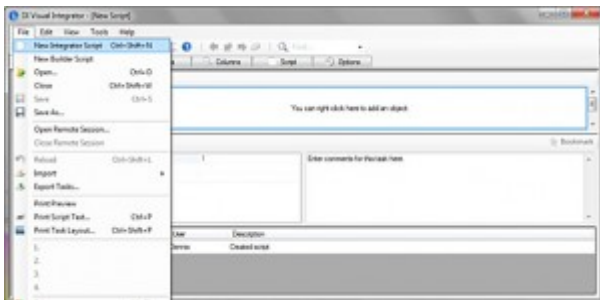 DI Visual Integrator - [New Script]
File Edit View Tools Help
New Integrator Script Ctrl+Shift+N
New Builder Script
Open... Ctrl+O
Close Ctrl+Shift+W
Save Ctrl+S
Save As...
Open Remote Session...
Close Remote Session
Reload Ctrl+Shift+L
Import
Export Tasks...
Print Preview
Print Script Text... Ctrl+P
Print Task Layout... Ctrl+Shift+P
1.
2.
3.
4.
Columns Script Options
You can right click here to add an object.
Bookmark
Enter comments for this task here.
User Description
Created script